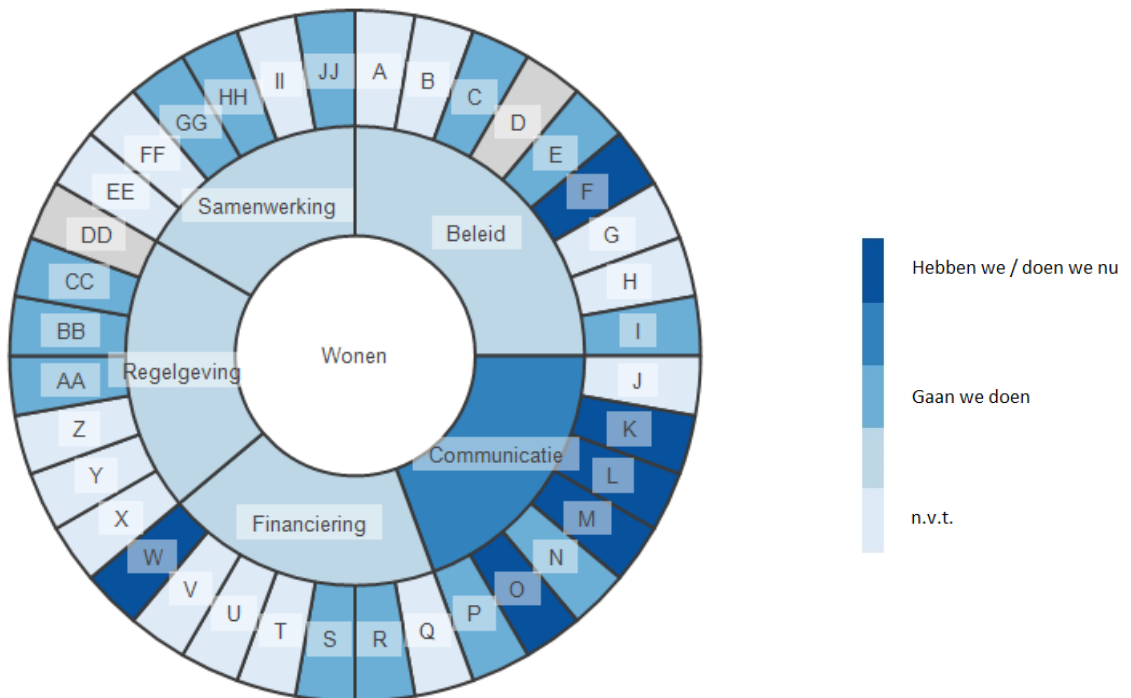 Wonen
Beleid
Communicatie
Financiering
Regelgeving
Samenwerking
A
B
C
D
E
F
G
H
I
J
K
L
M
N
O
P
Q
R
S
T
U
V
W
X
Y
Z
AA
BB
CC
DD
EE
FF
GG
HH
II
JJ
Hebben we / doen we nu
Gaan we doen
n.v.t.